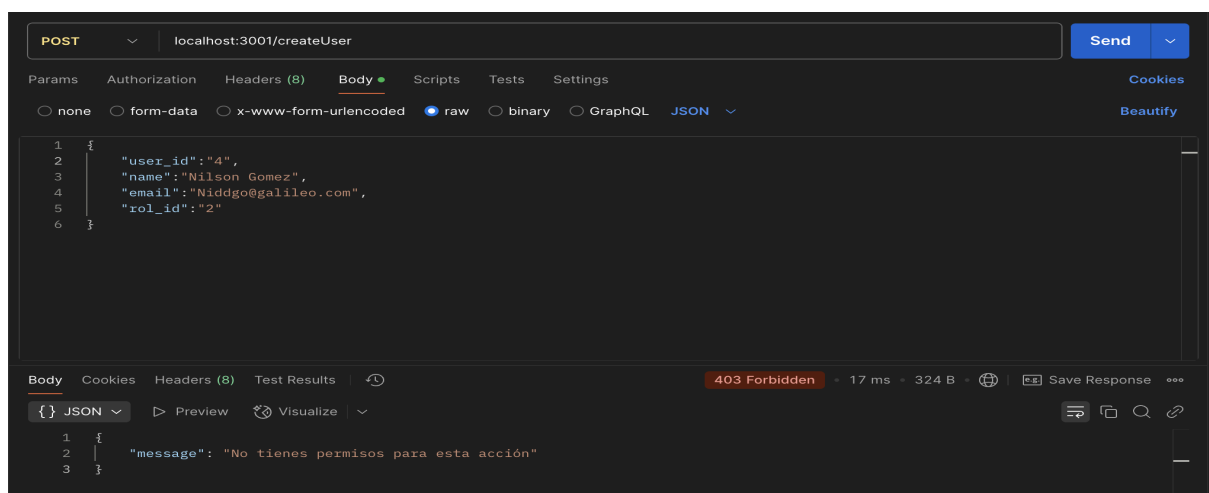 POST localhost:3001/createUser Send
Params Authorization Headers (8) Body Scripts Tests Settings Cookies
none form-data x-www-form-urlencoded raw binary GraphQL JSON Beautify
1 {
2 "user_id":"4",
3 "name":"Nilson Gomez",
4 "email":"Niddgo@galileo.com",
5 "rol_id":"2"
6 }
Body Cookies Headers (8) Test Results 403 Forbidden 17 ms 324 B e.g. Save Response
{} JSON Preview Visualize
1 {
2 "message": "No tienes permisos para esta acción"
3 }